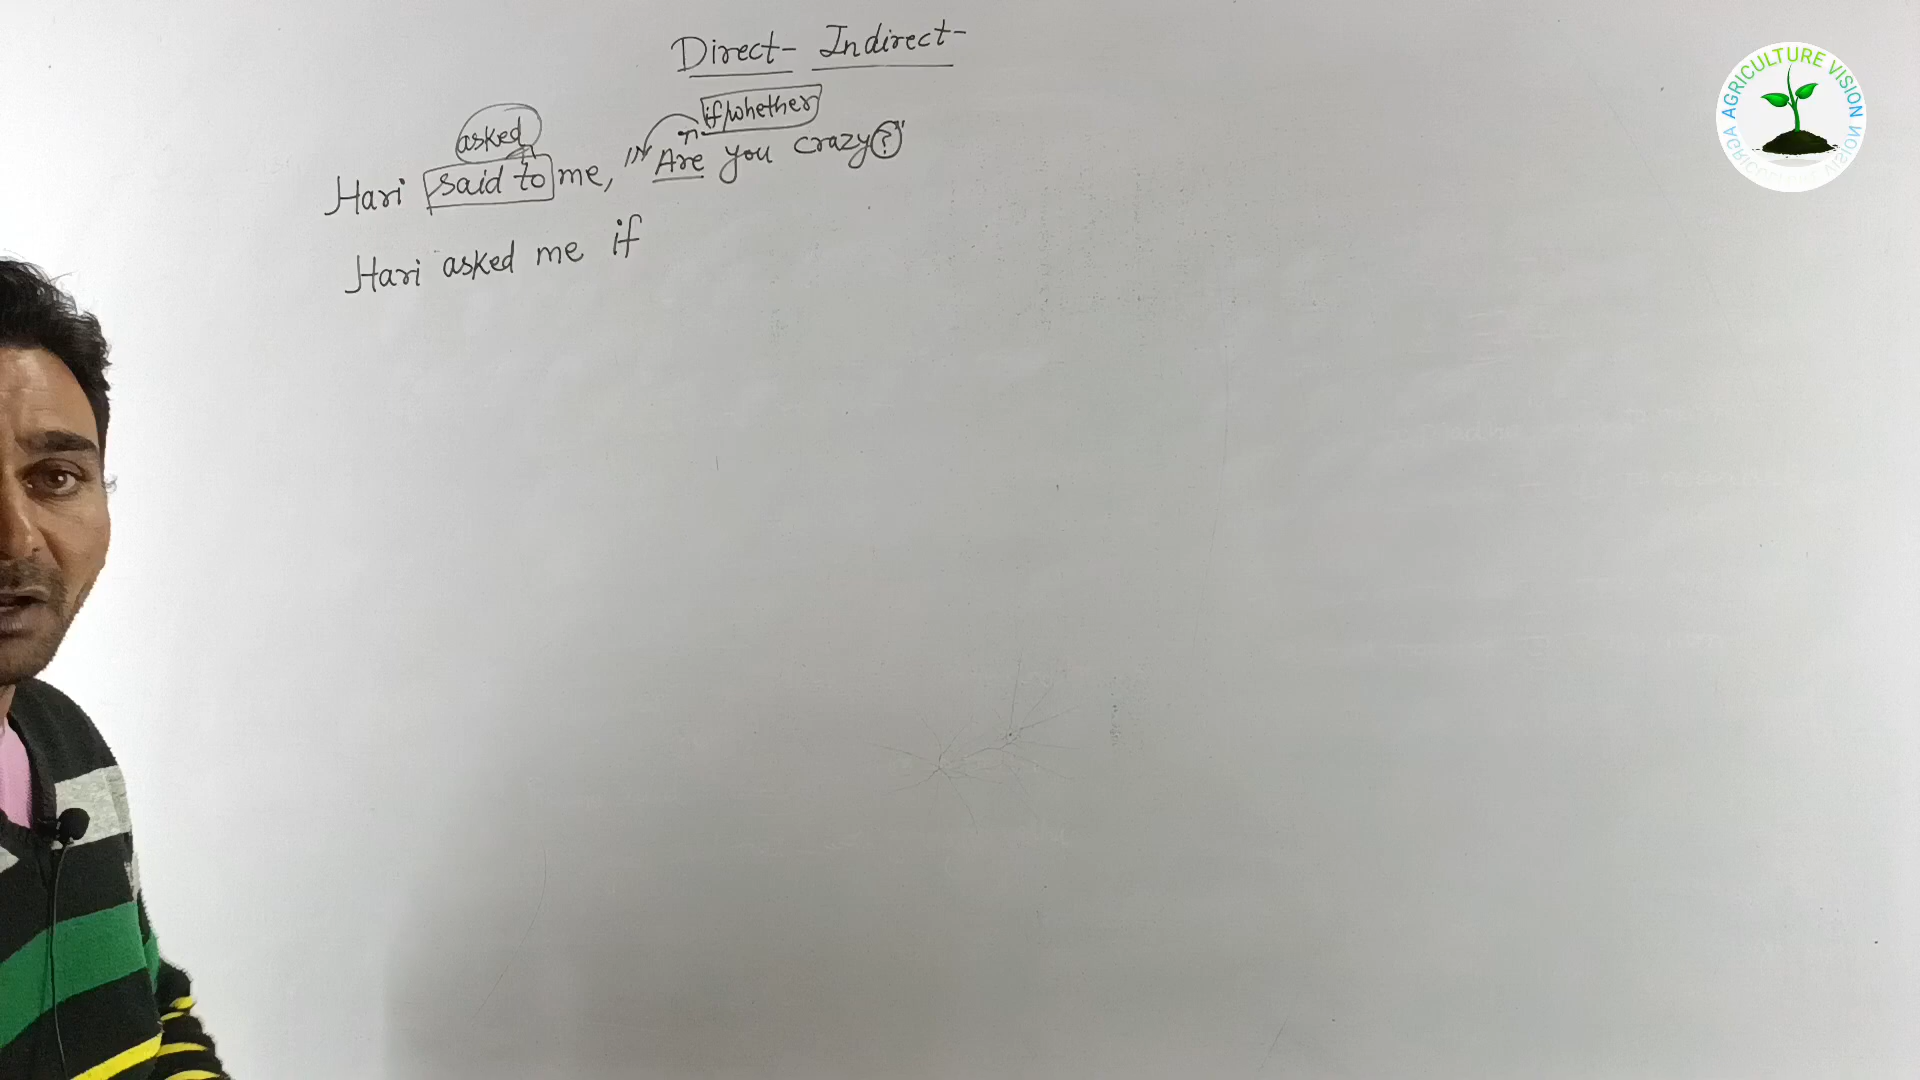 Direct- Indirect-
asked
if/whether
Hari said to me, "Are you crazy?"
Hari asked me if
AGRICULTURE VISION